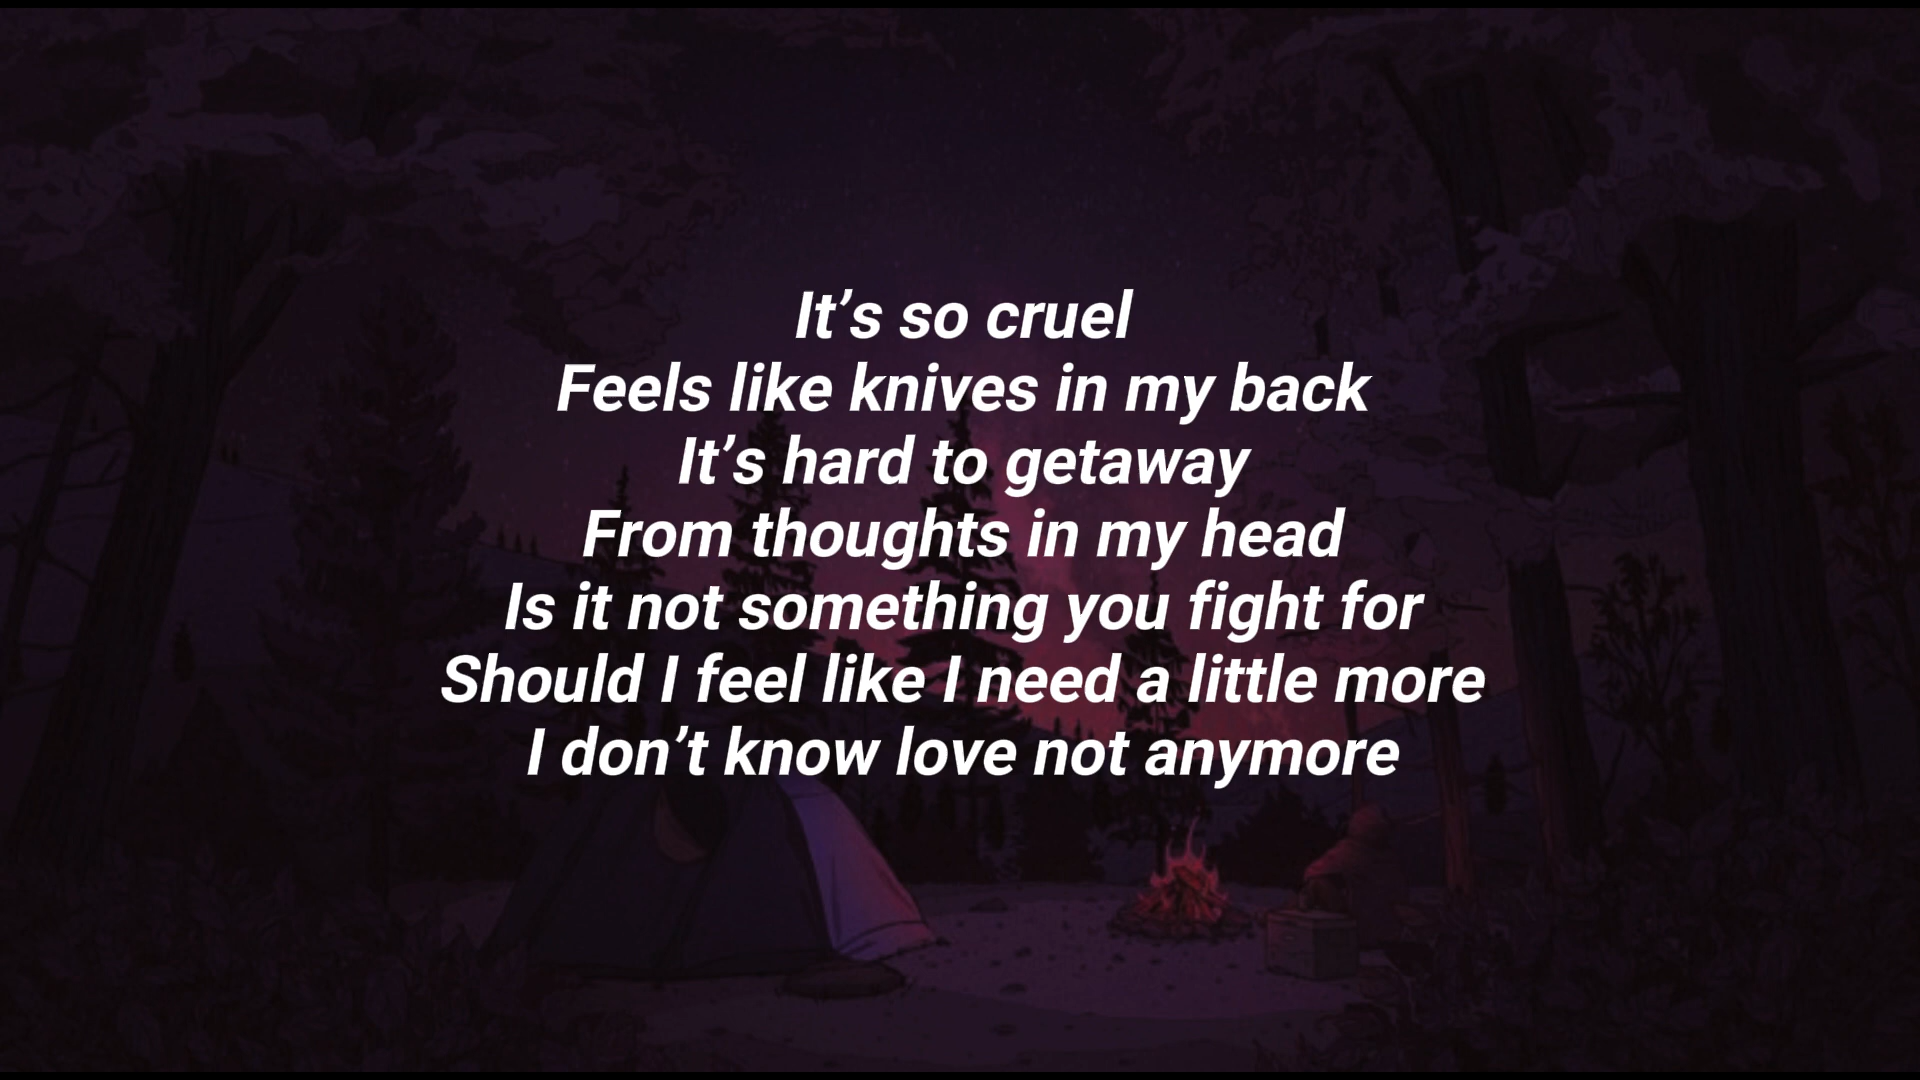 It’s so cruel
Feels like knives in my back
It’s hard to getaway
From thoughts in my head
Is it not something you fight for
Should I feel like I need a little more
I don’t know love not anymore